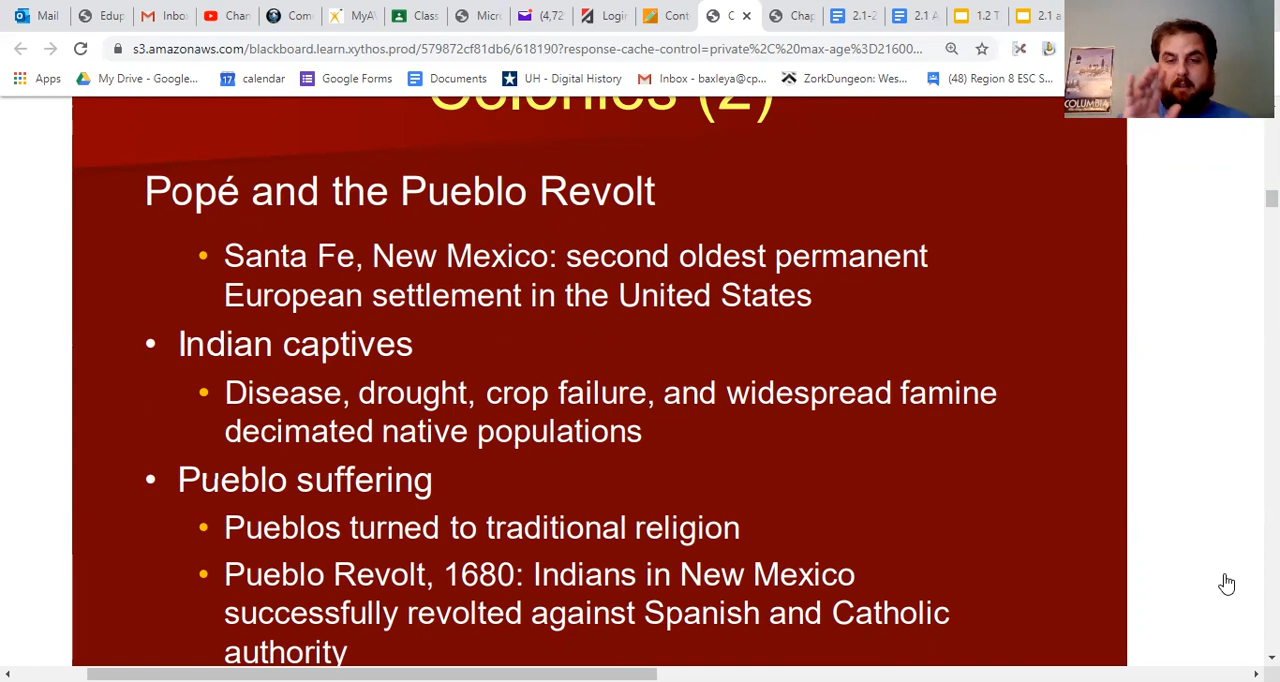 Mail Edup Inbo Chan Com MyAV Class Micr (4,72 Login Cont C Chap 2.1-2 2.1 A 1.2 T 2.1 a
s3.amazonaws.com/blackboard.learn.xythos.prod/579872cf81db6/618190?response-cache-control=private%2C%20max-age%3D21600...
Apps My Drive - Google... 17 calendar Google Forms Documents UH - Digital History Inbox - baxleya@cp... ZorkDungeon: Wes... (48) Region 8 ESC S...
COLUMBIA
Colonies (2)
Popé and the Pueblo Revolt
• Santa Fe, New Mexico: second oldest permanent
European settlement in the United States
• Indian captives
• Disease, drought, crop failure, and widespread famine
decimated native populations
• Pueblo suffering
• Pueblos turned to traditional religion
• Pueblo Revolt, 1680: Indians in New Mexico
successfully revolted against Spanish and Catholic
authority